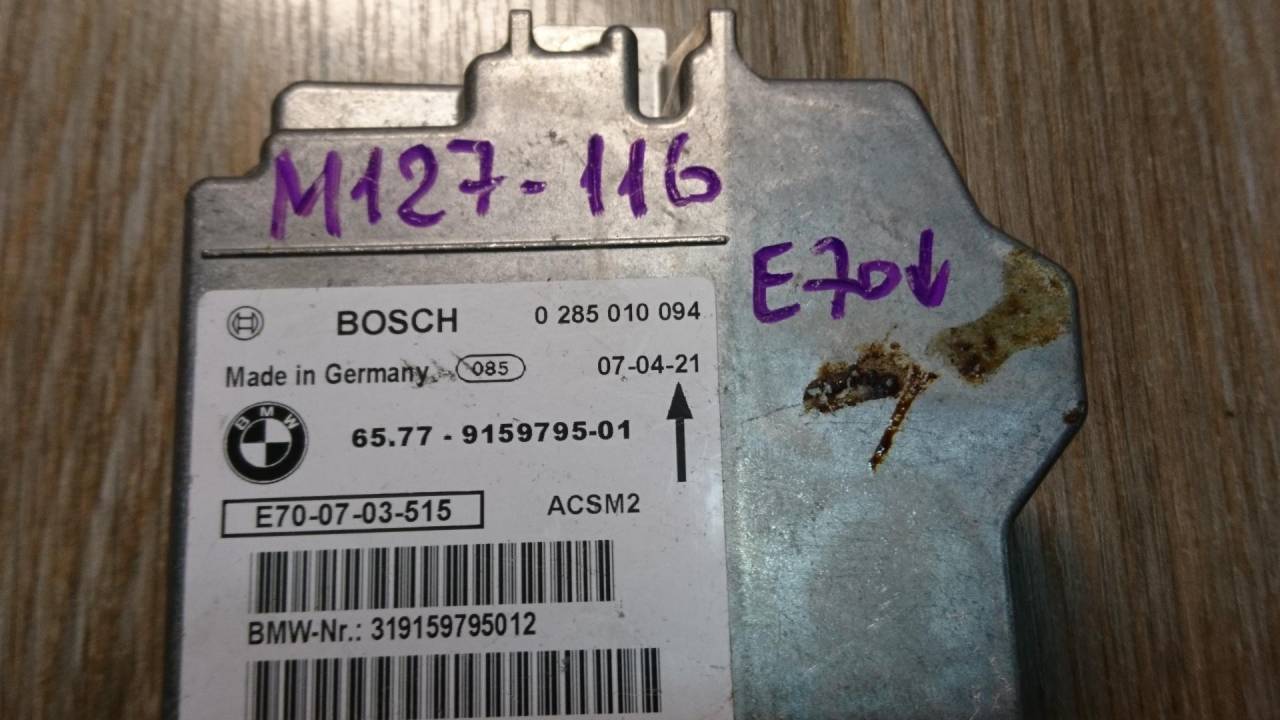 M127-116
E70
BOSCH 0 285 010 094
Made in Germany 085 07-04-21
BMW
65.77 - 9159795-01
E70-07-03-515 ACSM2
BMW-Nr.: 319159795012